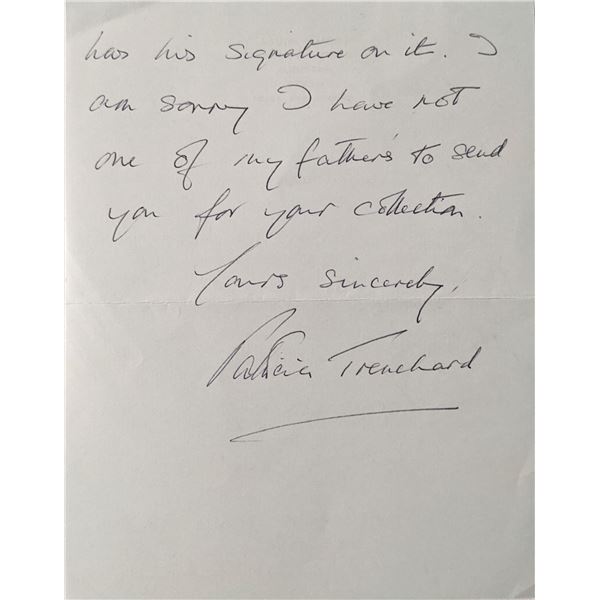 has his signature on it. I
am sorry I have not
one of my father's to send
you for your collection.
Yours sincerely,
Patricia Trenchard